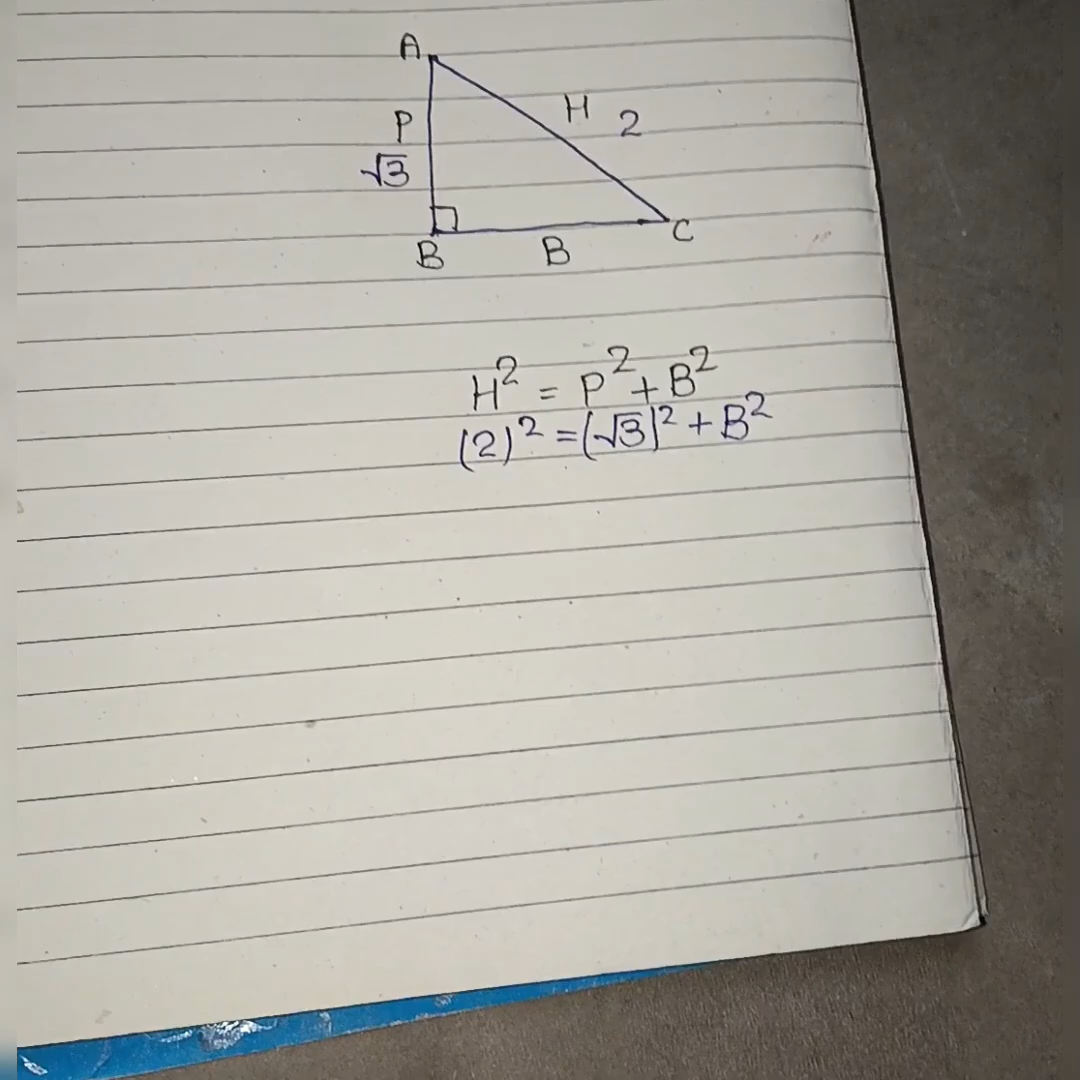 A
P
H 2
√3
B B C
H² = P² + B²
(2)² = (√3)² + B²